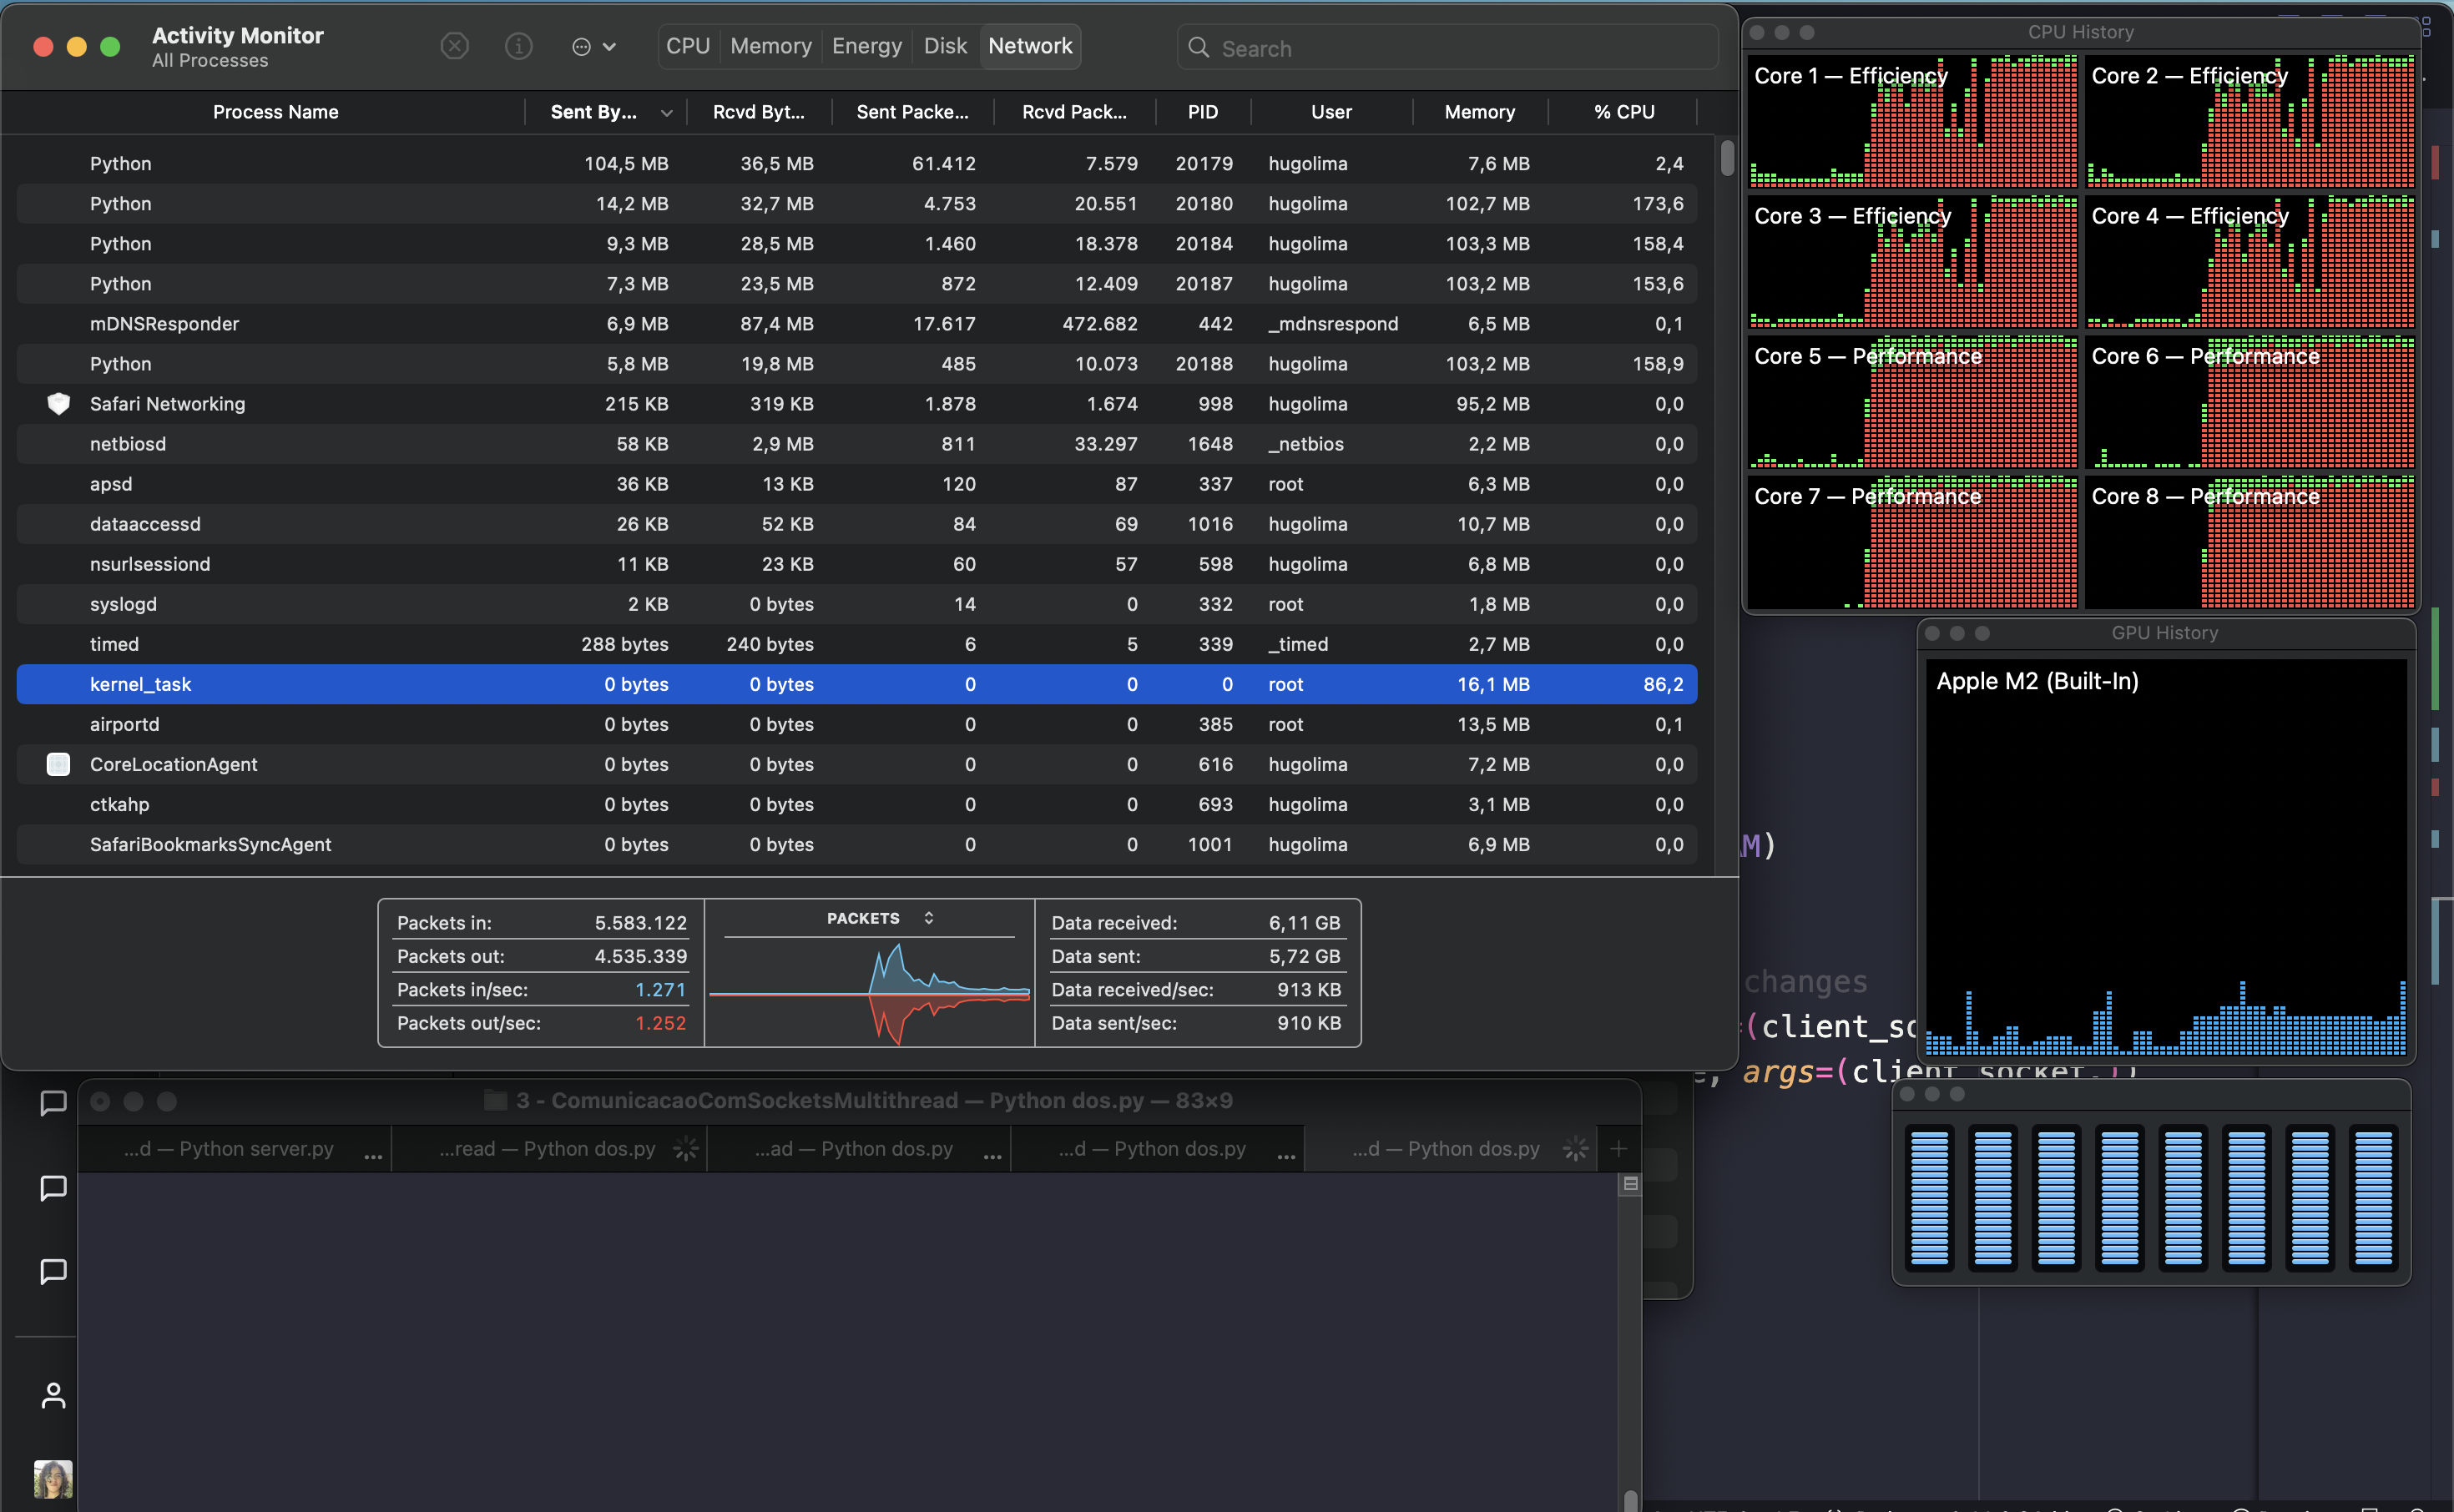 Activity Monitor
All Processes
CPU Memory Energy Disk Network
Search
Process Name Sent By... Rcvd Byt... Sent Packe... Rcvd Pack... PID User Memory % CPU
Python 104,5 MB 36,5 MB 61.412 7.579 20179 hugolima 7,6 MB 2,4
Python 14,2 MB 32,7 MB 4.753 20.551 20180 hugolima 102,7 MB 173,6
Python 9,3 MB 28,5 MB 1.460 18.378 20184 hugolima 103,3 MB 158,4
Python 7,3 MB 23,5 MB 872 12.409 20187 hugolima 103,2 MB 153,6
mDNSResponder 6,9 MB 87,4 MB 17.617 472.682 442 _mdnsrespond 6,5 MB 0,1
Python 5,8 MB 19,8 MB 485 10.073 20188 hugolima 103,2 MB 158,9
Safari Networking 215 KB 319 KB 1.878 1.674 998 hugolima 95,2 MB 0,0
netbiosd 58 KB 2,9 MB 811 33.297 1648 _netbios 2,2 MB 0,0
apsd 36 KB 13 KB 120 87 337 root 6,3 MB 0,0
dataaccessd 26 KB 52 KB 84 69 1016 hugolima 10,7 MB 0,0
nsurlsessiond 11 KB 23 KB 60 57 598 hugolima 6,8 MB 0,0
syslogd 2 KB 0 bytes 14 0 332 root 1,8 MB 0,0
timed 288 bytes 240 bytes 6 5 339 _timed 2,7 MB 0,0
kernel_task 0 bytes 0 bytes 0 0 0 root 16,1 MB 86,2
airportd 0 bytes 0 bytes 0 0 385 root 13,5 MB 0,1
CoreLocationAgent 0 bytes 0 bytes 0 0 616 hugolima 7,2 MB 0,0
ctkahp 0 bytes 0 bytes 0 0 693 hugolima 3,1 MB 0,0
SafariBookmarksSyncAgent 0 bytes 0 bytes 0 0 1001 hugolima 6,9 MB 0,0
Packets in: 5.583.122
Packets out: 4.535.339
Packets in/sec: 1.271
Packets out/sec: 1.252
PACKETS
Data received: 6,11 GB
Data sent: 5,72 GB
Data received/sec: 913 KB
Data sent/sec: 910 KB
CPU History
Core 1 — Efficiency Core 2 — Efficiency
Core 3 — Efficiency Core 4 — Efficiency
Core 5 — Performance Core 6 — Performance
Core 7 — Performance Core 8 — Performance
GPU History
Apple M2 (Built-In)
M)
changes
=(client_so
, args=(client_socket,))
3 - ComunicacaoComSocketsMultithread — Python dos.py — 83×9
...d — Python server.py ... ...read — Python dos.py ...ad — Python dos.py ... ...d — Python dos.py ... ...d — Python dos.py +